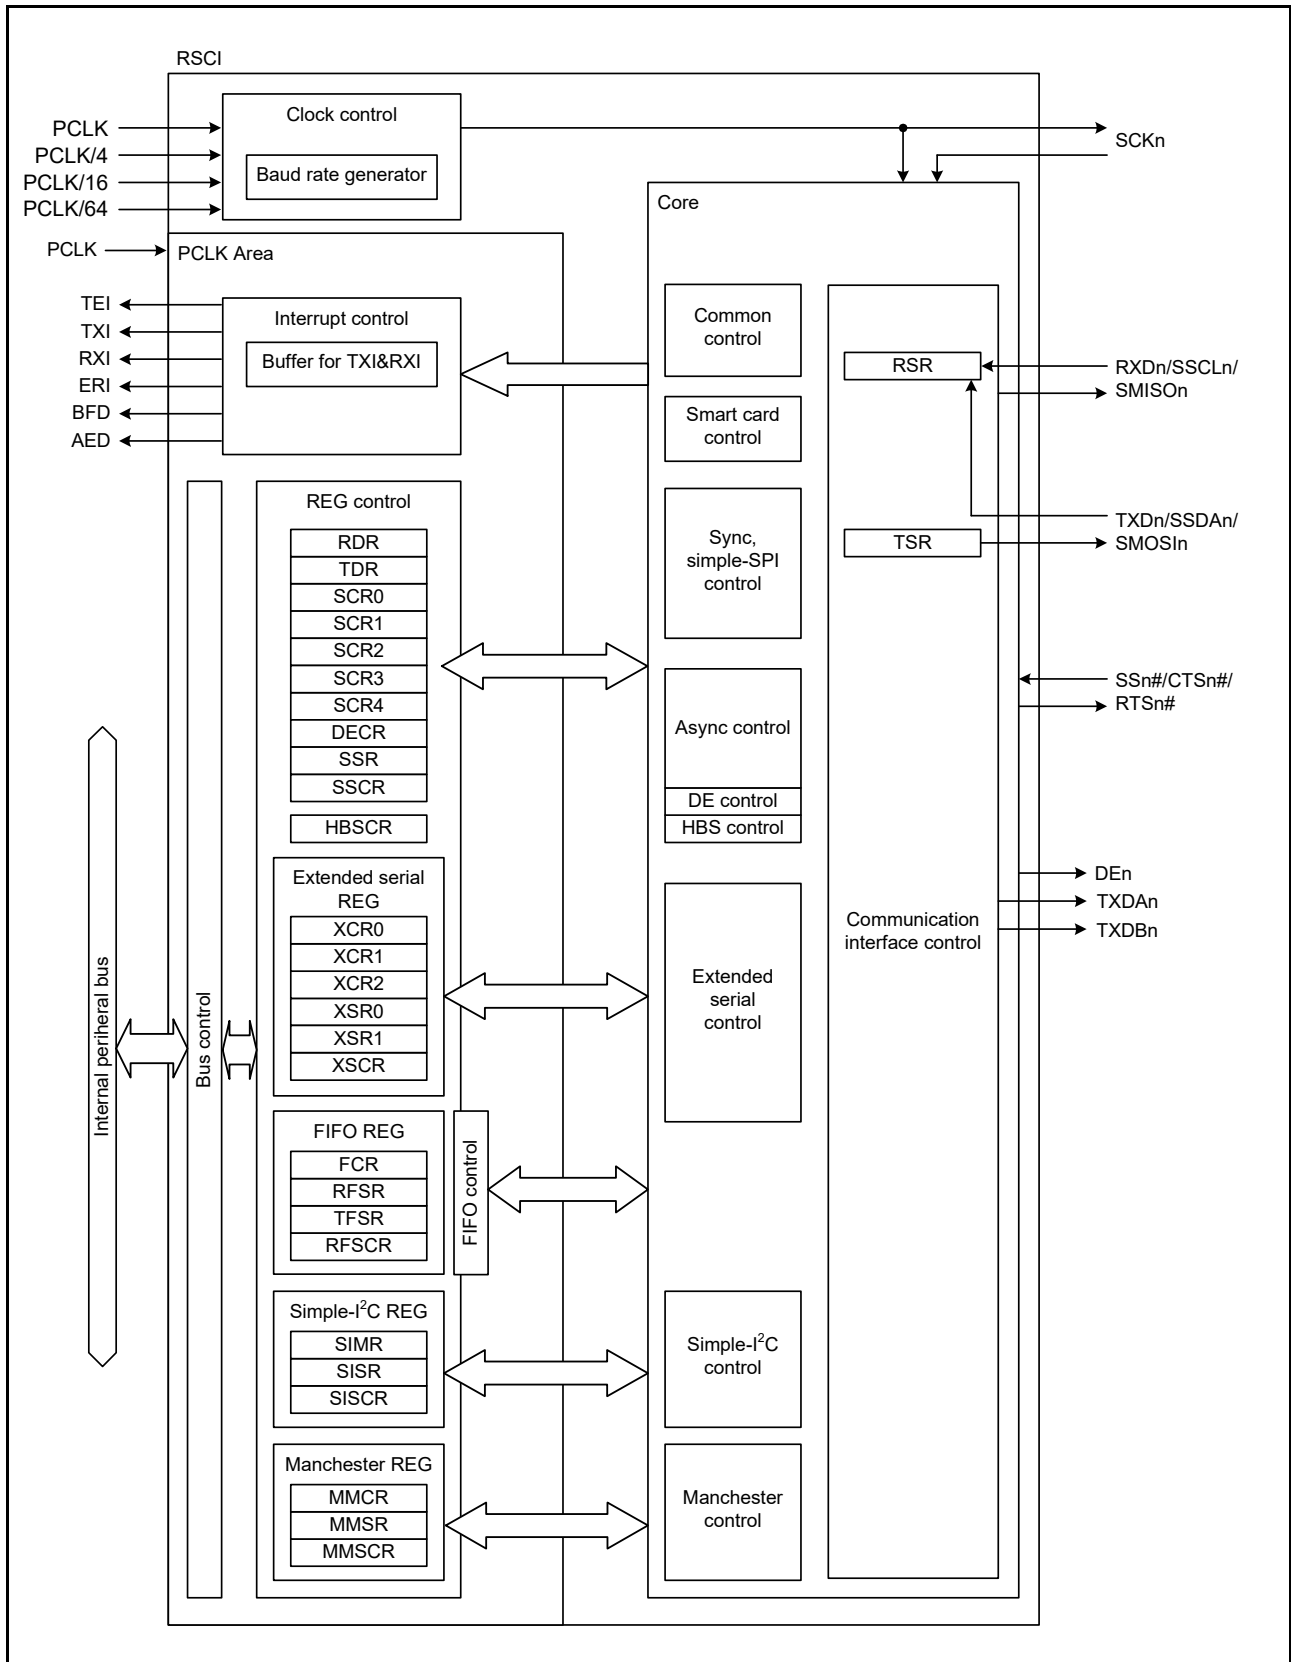 RSCI
Clock control
Baud rate generator
PCLK
PCLK/4
PCLK/16
PCLK/64
SCKn
PCLK
PCLK Area
Core
TEI
TXI
RXI
ERI
BFD
AED
Interrupt control
Buffer for TXI&RXI
Common
control
Smart card
control
Sync,
simple-SPI
control
Async control
DE control
HBS control
Extended
serial
control
Simple-I²C
control
Manchester
control
RSR
TSR
Communication
interface control
RXDn/SSCLn/
SMISOn
TXDn/SSDAn/
SMOSIn
SSn#/CTSn#/
RTSn#
DEn
TXDAn
TXDBn
Internal periheral bus
Bus control
REG control
RDR
TDR
SCR0
SCR1
SCR2
SCR3
SCR4
DECR
SSR
SSCR
HBSCR
Extended serial
REG
XCR0
XCR1
XCR2
XSR0
XSR1
XSCR
FIFO REG
FCR
RFSR
TFSR
RFSCR
FIFO control
Simple-I²C REG
SIMR
SISR
SISCR
Manchester REG
MMCR
MMSR
MMSCR